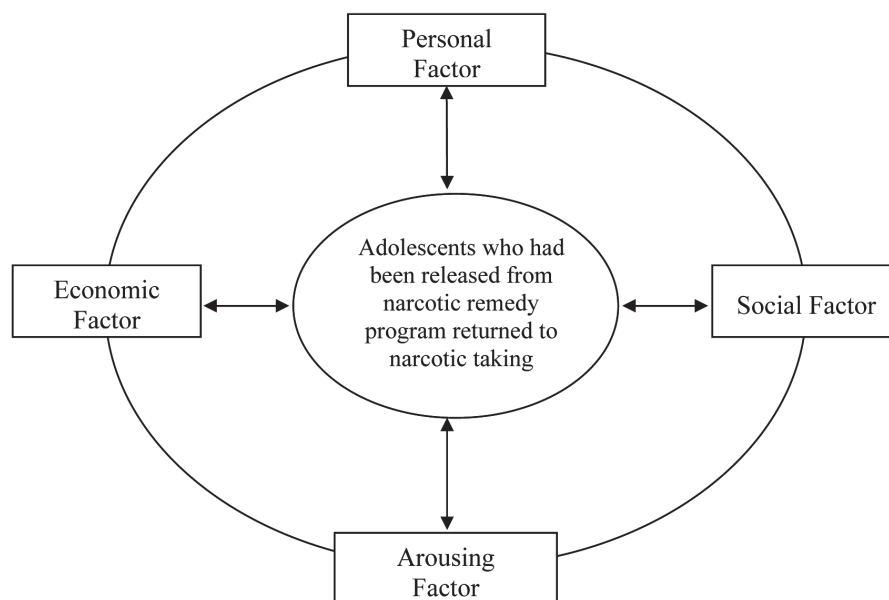 Personal
Factor
Adolescents who had
been released from
narcotic remedy
program returned to
narcotic taking
Economic
Factor
Social Factor
Arousing
Factor